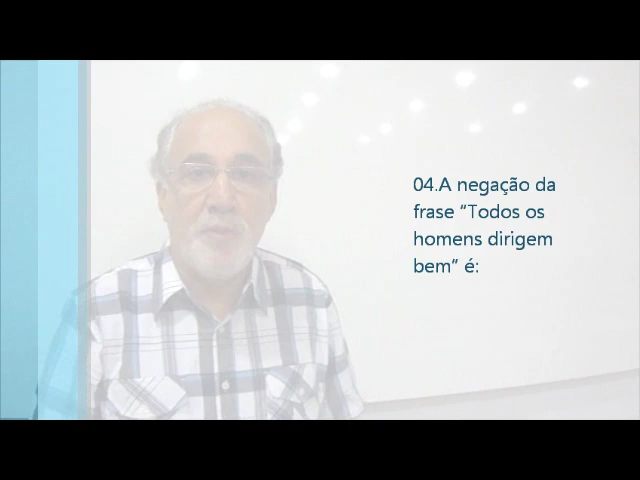 04.A negação da
frase “Todos os
homens dirigem
bem” é: